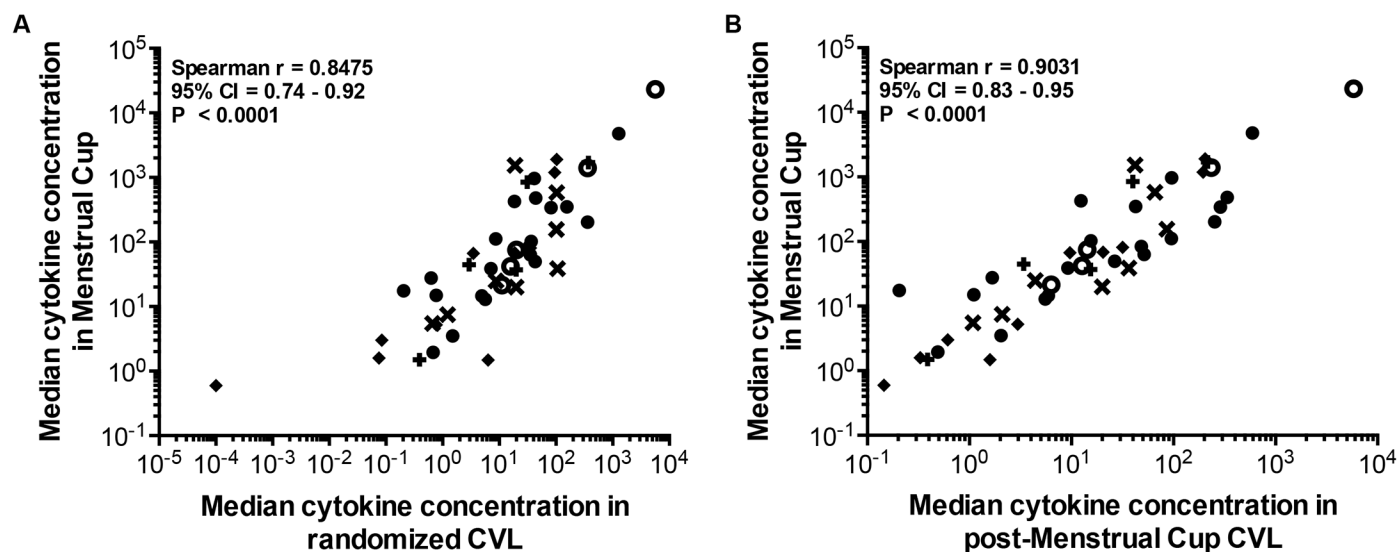 A
Median cytokine concentration
in Menstrual Cup
10^5
10^4
10^3
10^2
10^1
10^0
10^-1
Spearman r = 0.8475
95% CI = 0.74 - 0.92
P < 0.0001
10^-5 10^-4 10^-3 10^-2 10^-1 10^0 10^1 10^2 10^3 10^4
Median cytokine concentration in
randomized CVL
B
Median cytokine concentration
in Menstrual Cup
10^5
10^4
10^3
10^2
10^1
10^0
10^-1
Spearman r = 0.9031
95% CI = 0.83 - 0.95
P < 0.0001
10^-1 10^0 10^1 10^2 10^3 10^4
Median cytokine concentration in
post-Menstrual Cup CVL